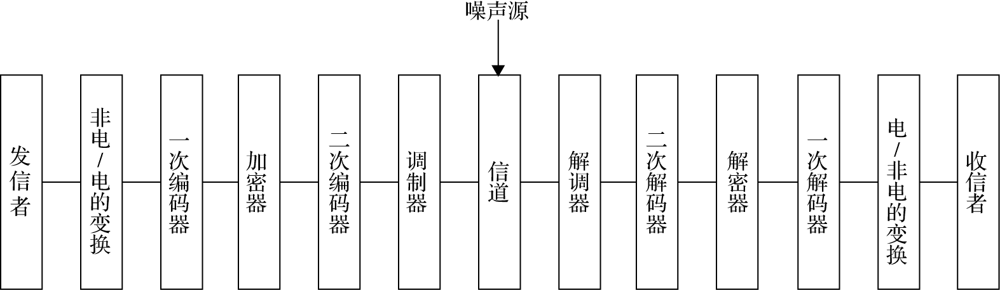 噪声源
发信者
非电/电的变换
一次编码器
加密器
二次编码器
调制器
信道
解调器
二次解码器
解密器
一次解码器
电/非电的变换
收信者